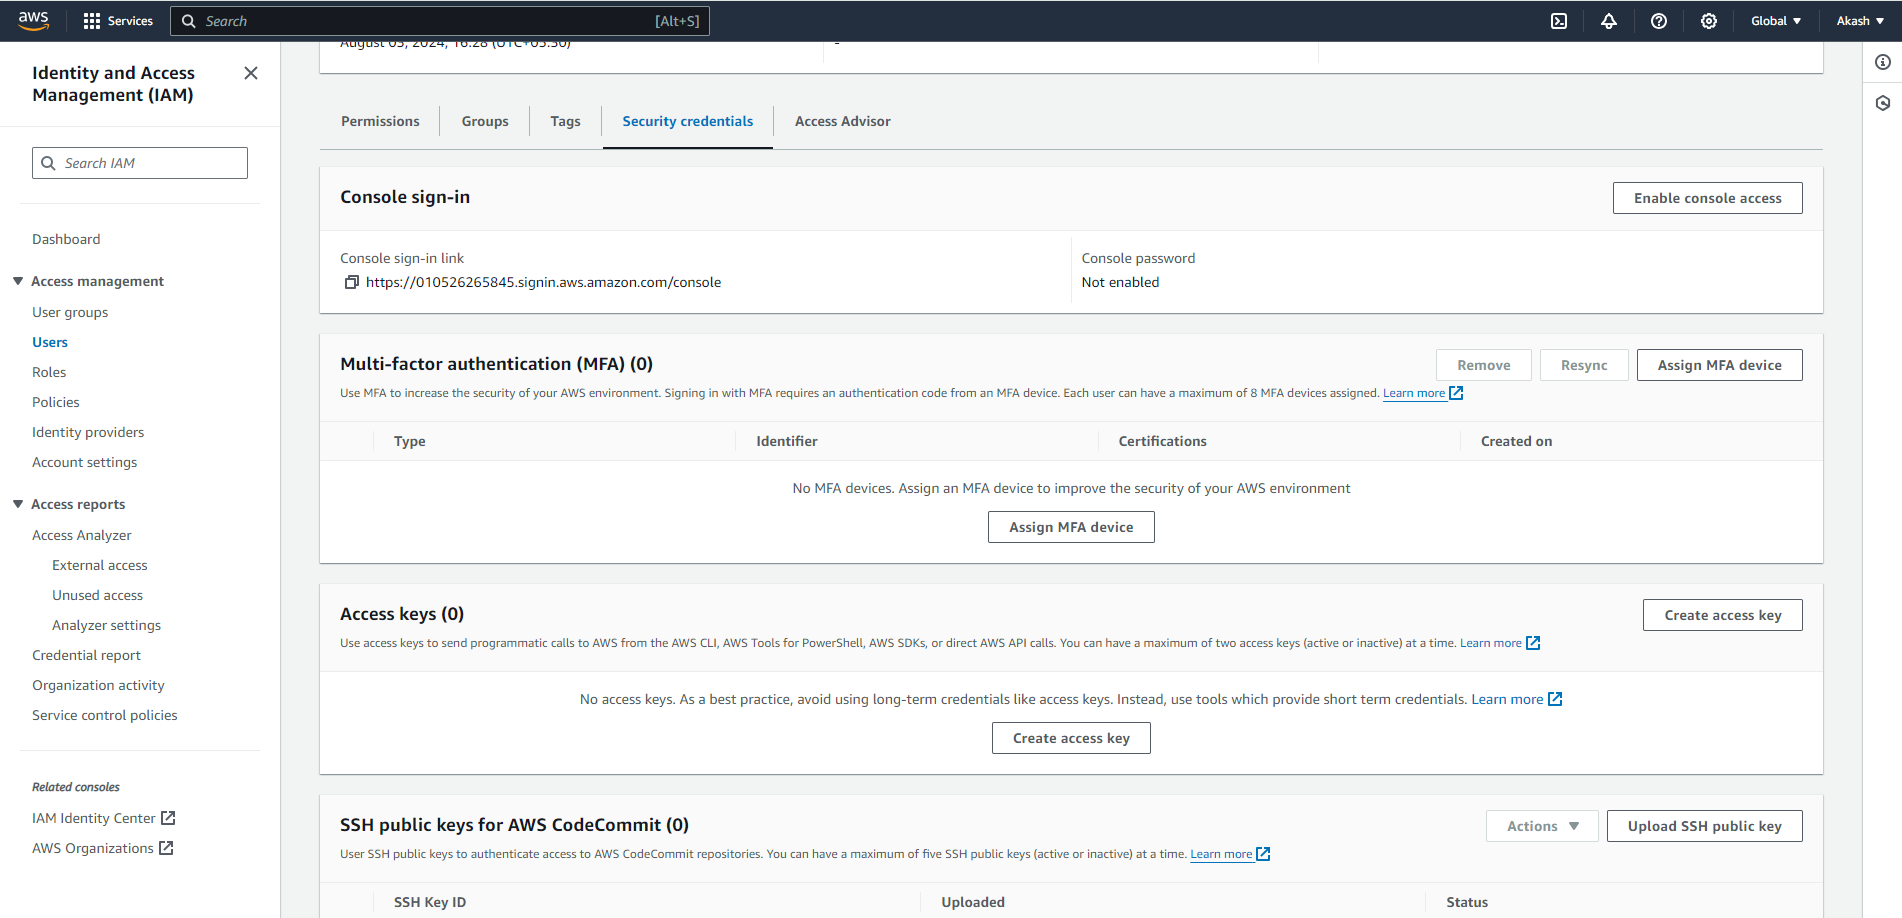 aws
Services
Search
[Alt+S]
Global
Akash
Identity and Access
Management (IAM)
Search IAM
Dashboard
Access management
User groups
Users
Roles
Policies
Identity providers
Account settings
Access reports
Access Analyzer
External access
Unused access
Analyzer settings
Credential report
Organization activity
Service control policies
Related consoles
IAM Identity Center
AWS Organizations
August 05, 2024, 16:28 (UTC+05:30)
-
Permissions
Groups
Tags
Security credentials
Access Advisor
Console sign-in
Enable console access
Console sign-in link
https://010526265845.signin.aws.amazon.com/console
Console password
Not enabled
Multi-factor authentication (MFA) (0)
Remove
Resync
Assign MFA device
Use MFA to increase the security of your AWS environment. Signing in with MFA requires an authentication code from an MFA device. Each user can have a maximum of 8 MFA devices assigned. Learn more
Type
Identifier
Certifications
Created on
No MFA devices. Assign an MFA device to improve the security of your AWS environment
Assign MFA device
Access keys (0)
Create access key
Use access keys to send programmatic calls to AWS from the AWS CLI, AWS Tools for PowerShell, AWS SDKs, or direct AWS API calls. You can have a maximum of two access keys (active or inactive) at a time. Learn more
No access keys. As a best practice, avoid using long-term credentials like access keys. Instead, use tools which provide short term credentials. Learn more
Create access key
SSH public keys for AWS CodeCommit (0)
Actions
Upload SSH public key
User SSH public keys to authenticate access to AWS CodeCommit repositories. You can have a maximum of five SSH public keys (active or inactive) at a time. Learn more
SSH Key ID
Uploaded
Status